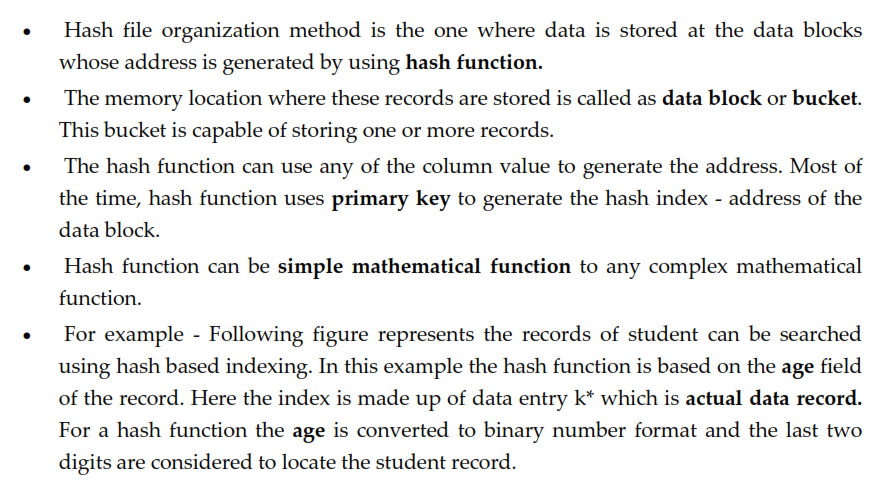 • Hash file organization method is the one where data is stored at the data blocks
whose address is generated by using hash function.
• The memory location where these records are stored is called as data block or bucket.
This bucket is capable of storing one or more records.
• The hash function can use any of the column value to generate the address. Most of
the time, hash function uses primary key to generate the hash index - address of the
data block.
• Hash function can be simple mathematical function to any complex mathematical
function.
• For example - Following figure represents the records of student can be searched
using hash based indexing. In this example the hash function is based on the age field
of the record. Here the index is made up of data entry k* which is actual data record.
For a hash function the age is converted to binary number format and the last two
digits are considered to locate the student record.